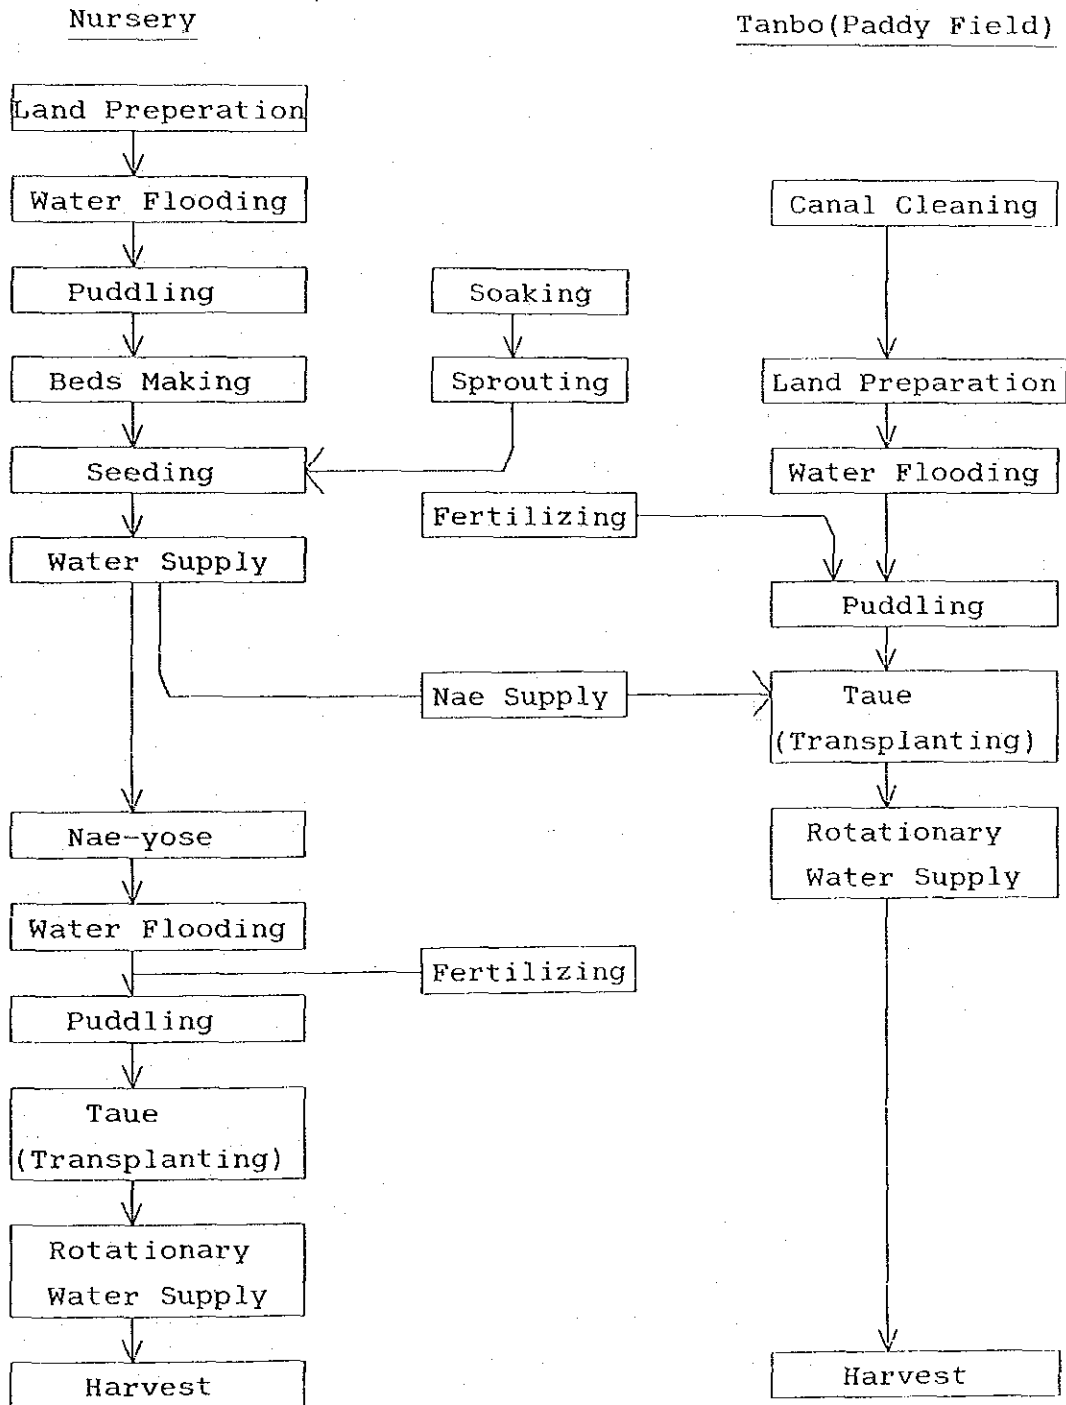 Nursery
Tanbo(Paddy Field)
Land Preperation
Water Flooding
Canal Cleaning
Puddling
Soaking
Beds Making
Sprouting
Land Preparation
Seeding
Water Flooding
Fertilizing
Water Supply
Puddling
Nae Supply
Taue
(Transplanting)
Nae-yose
Rotationary
Water Supply
Water Flooding
Fertilizing
Puddling
Taue
(Transplanting)
Rotationary
Water Supply
Harvest
Harvest